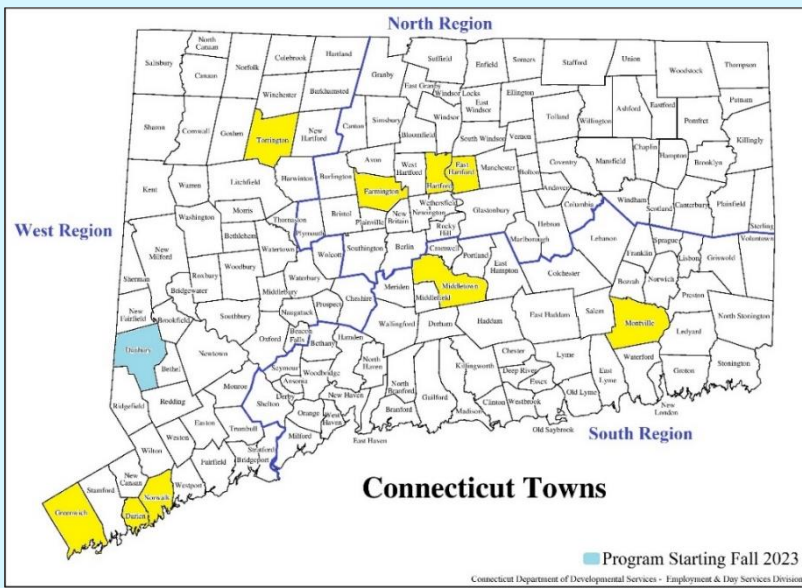 North Region
North Canaan
Colebrook
Hartland
Salisbury
Canaan
Norfolk
Granby
Suffield
Enfield
Somers
Stafford
Union
Woodstock
Thompson
East Granby
Windsor Locks
Winchester
Barkhamsted
East Windsor
Ellington
Putnam
Eastford
Pomfret
Ashford
Willington
Tolland
Windsor
Simsbury
Canton
Bloomfield
South Windsor
Vernon
Sharon
Cornwall
Goshen
Torrington
New Hartford
Killingly
Chaplin
Hampton
Brooklyn
Mansfield
Coventry
Avon
West Hartford
Hartford
East Hartford
Manchester
Bolton
Andover
Kent
Warren
Litchfield
Harwinton
Burlington
Farmington
Wethersfield
Newington
New Britain
Plainville
Bristol
Glastonbury
Hebron
Columbia
Windham
Scotland
Canterbury
Plainfield
Sterling
Washington
Morris
Thomaston
Plymouth
Rocky Hill
Marlborough
Lebanon
Franklin
Sprague
Lisbon
Griswold
Voluntown
West Region
New Milford
Bethlehem
Watertown
Wolcott
Southington
Berlin
Cromwell
Portland
East Hampton
Colchester
Bozrah
Norwich
Preston
Sherman
Roxbury
Woodbury
Bridgewater
Waterbury
Middlebury
Cheshire
Meriden
Middletown
Middlefield
New Fairfield
Brookfield
Southbury
Naugatuck
Prospect
Wallingford
Durham
Haddam
East Haddam
Salem
Montville
North Stonington
Ledyard
Danbury
Bethel
Newtown
Oxford
Beacon Falls
Bethany
Hamden
Seymour
Ansonia
Woodbridge
Derby
North Haven
New Haven
North Branford
Branford
Guilford
Madison
Killingworth
Chester
Deep River
Essex
Lyme
East Lyme
Waterford
Groton
Stonington
New London
Ridgefield
Redding
Monroe
Shelton
Orange
West Haven
Clinton
Westbrook
Old Lyme
Old Saybrook
East Haven
Easton
Trumbull
Milford
Stratford
Bridgeport
Wilton
Weston
Fairfield
South Region
New Canaan
Westport
Norwalk
Darien
Stamford
Greenwich
Connecticut Towns
Program Starting Fall 2023
Connecticut Department of Developmental Services - Employment & Day Services Division